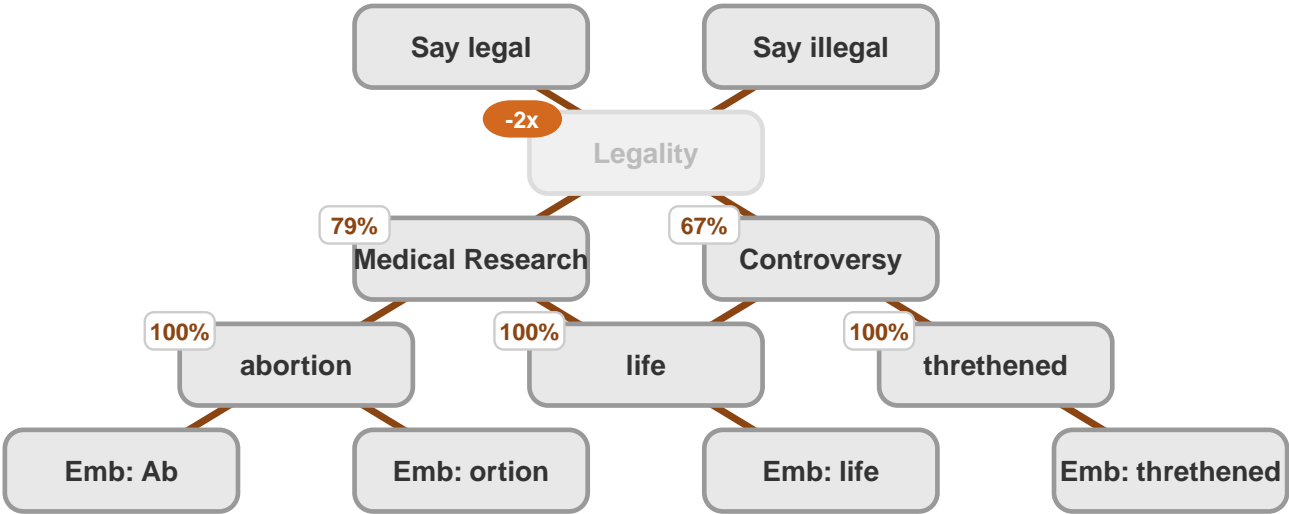 Say legal
Say illegal
-2x
Legality
79%
67%
Medical Research
Controversy
100%
100%
100%
abortion
life
threthened
Emb: Ab
Emb: ortion
Emb: life
Emb: threthened